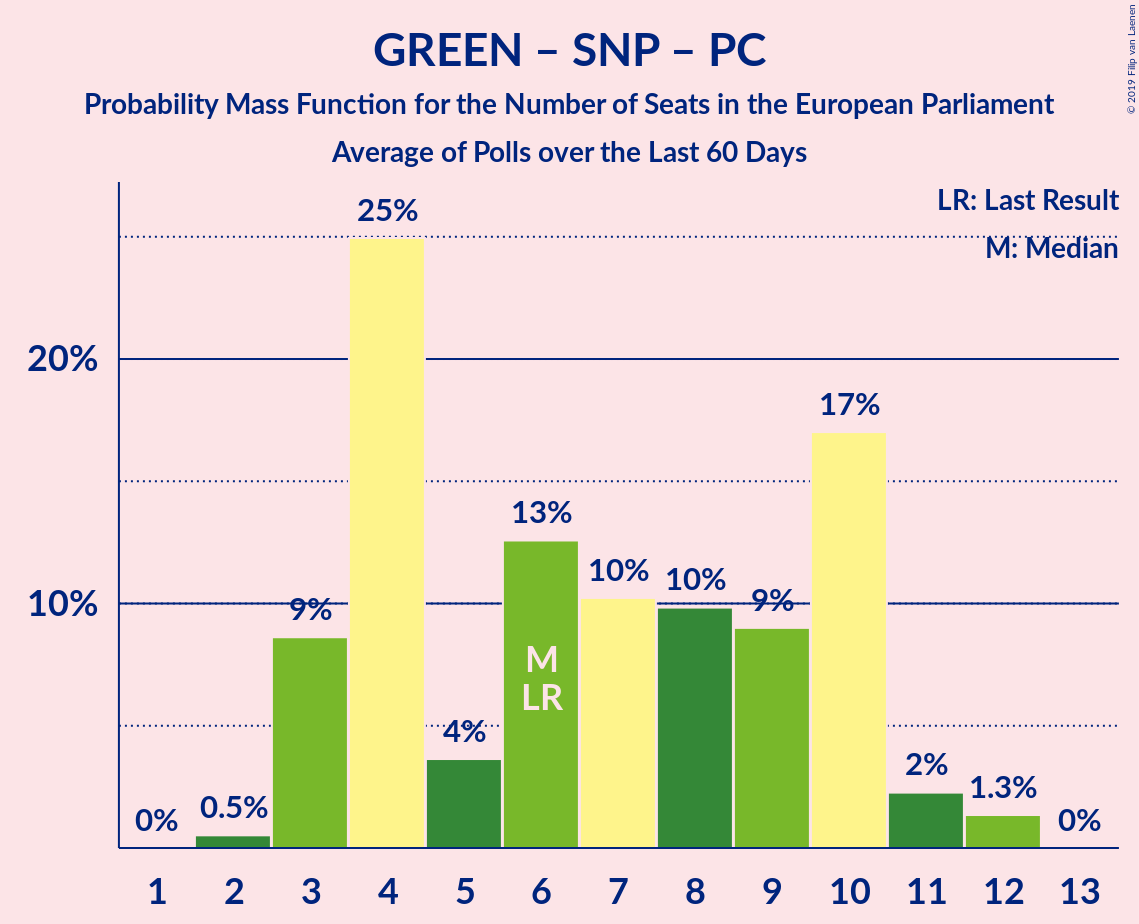 GREEN – SNP – PC
Probability Mass Function for the Number of Seats in the European Parliament
Average of Polls over the Last 60 Days
© 2019 Filip van Laenen
LR: Last Result
M: Median
25%
20%
17%
13%
10%
10%
9%
9%
10%
M
LR
4%
2%
1.3%
0.5%
0%
0%
1 2 3 4 5 6 7 8 9 10 11 12 13